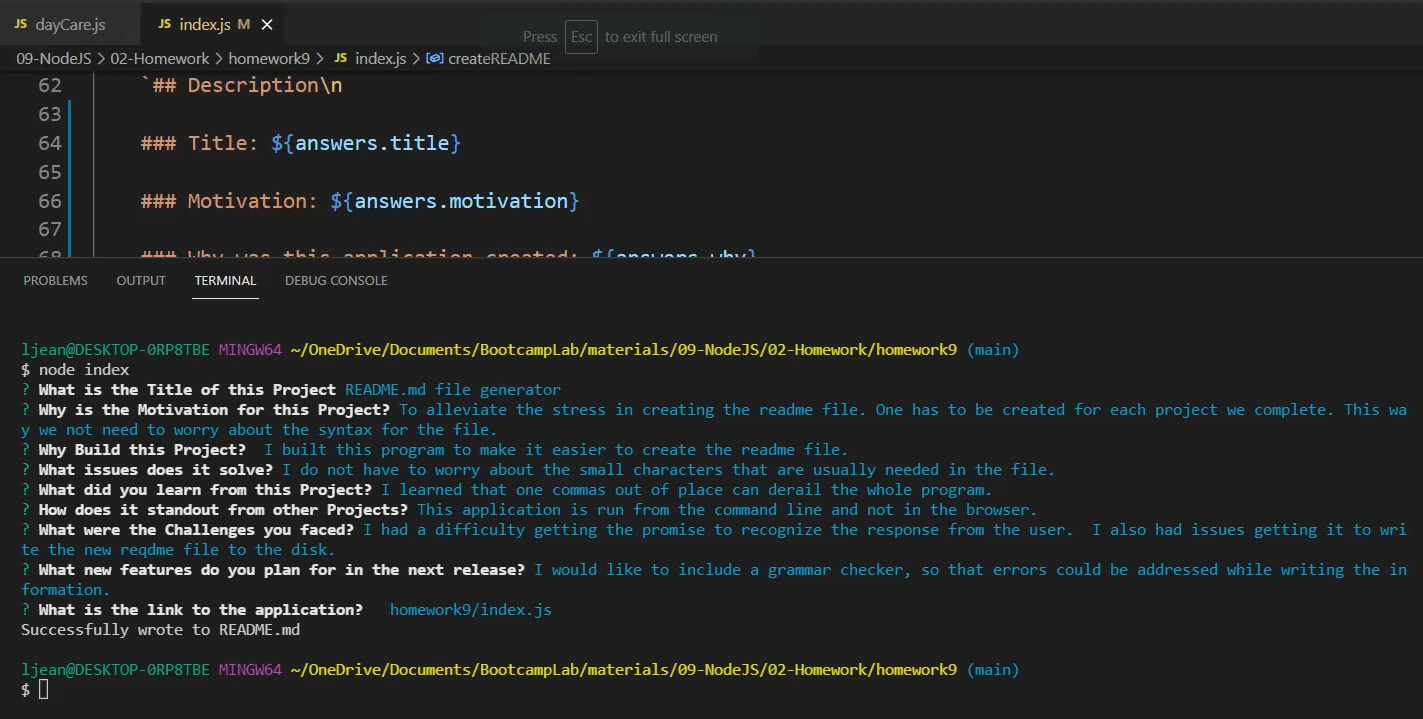 JS dayCare.js JS index.js M ×
Press Esc to exit full screen
09-NodeJS > 02-Homework > homework9 > JS index.js > createREADME
62 `## Description\n
63
64 ### Title: ${answers.title}
65
66 ### Motivation: ${answers.motivation}
67
68 ### Why was this application created: ${answers.why}
PROBLEMS OUTPUT TERMINAL DEBUG CONSOLE
ljean@DESKTOP-0RP8TBE MINGW64 ~/OneDrive/Documents/BootcampLab/materials/09-NodeJS/02-Homework/homework9 (main)
$ node index
? What is the Title of this Project README.md file generator
? Why is the Motivation for this Project? To alleviate the stress in creating the readme file. One has to be created for each project we complete. This wa
y we not need to worry about the syntax for the file.
? Why Build this Project?  I built this program to make it easier to create the readme file.
? What issues does it solve? I do not have to worry about the small characters that are usually needed in the file.
? What did you learn from this Project? I learned that one commas out of place can derail the whole program.
? How does it standout from other Projects? This application is run from the command line and not in the browser.
? What were the Challenges you faced? I had a difficulty getting the promise to recognize the response from the user.  I also had issues getting it to wri
te the new reqdme file to the disk.
? What new features do you plan for in the next release? I would like to include a grammar checker, so that errors could be addressed while writing the in
formation.
? What is the link to the application?   homework9/index.js
Successfully wrote to README.md
ljean@DESKTOP-0RP8TBE MINGW64 ~/OneDrive/Documents/BootcampLab/materials/09-NodeJS/02-Homework/homework9 (main)
$